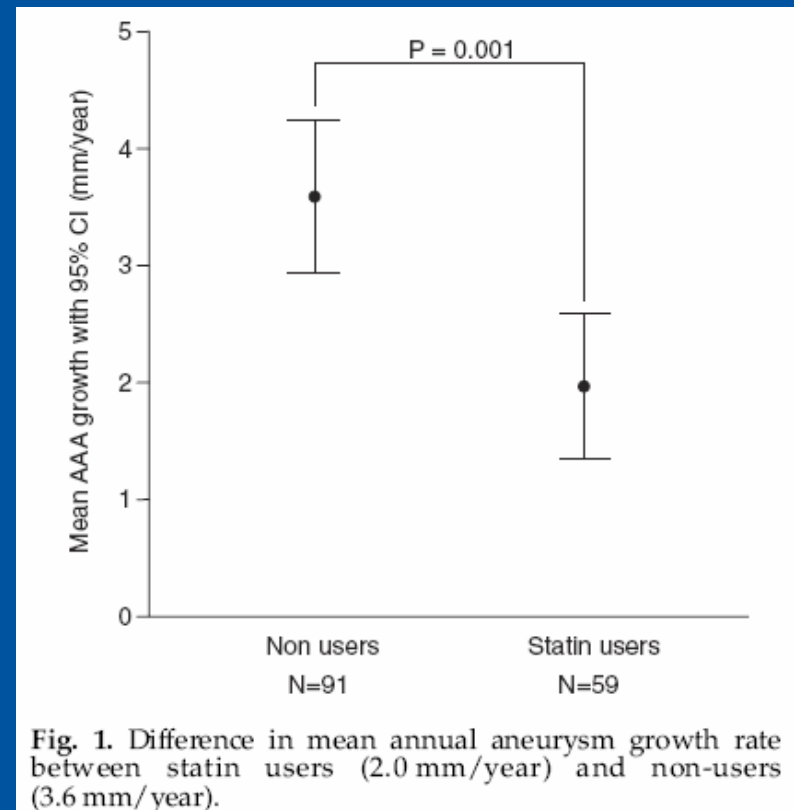 5
P = 0.001
4
3
2
1
0
Mean AAA growth with 95% CI (mm/year)
Non users Statin users
N=91 N=59
Fig. 1. Difference in mean annual aneurysm growth rate
between statin users (2.0 mm/year) and non-users
(3.6 mm/year).